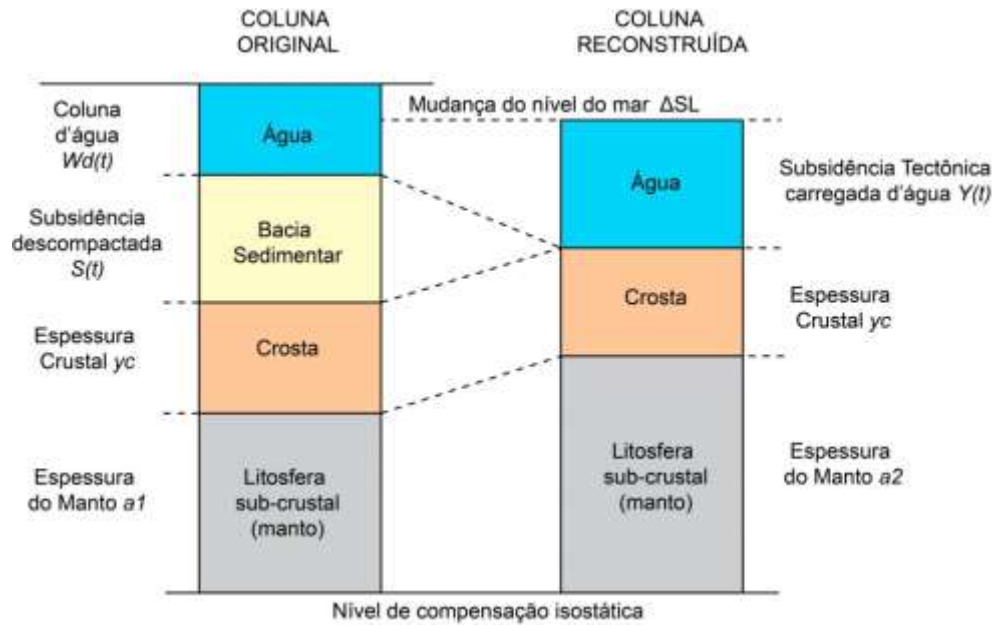 COLUNA
ORIGINAL
COLUNA
RECONSTRUÍDA
Coluna
d'água
Wd(t)
Água
Mudança do nível do mar ΔSL
Água
Subsidência Tectônica
carregada d'água Y(t)
Subsidência
descompactada
S(t)
Bacia
Sedimentar
Espessura
Crustal yc
Crosta
Crosta
Espessura
Crustal yc
Espessura
do Manto a1
Litosfera
sub-crustal
(manto)
Litosfera
sub-crustal
(manto)
Espessura
do Manto a2
Nível de compensação isostática